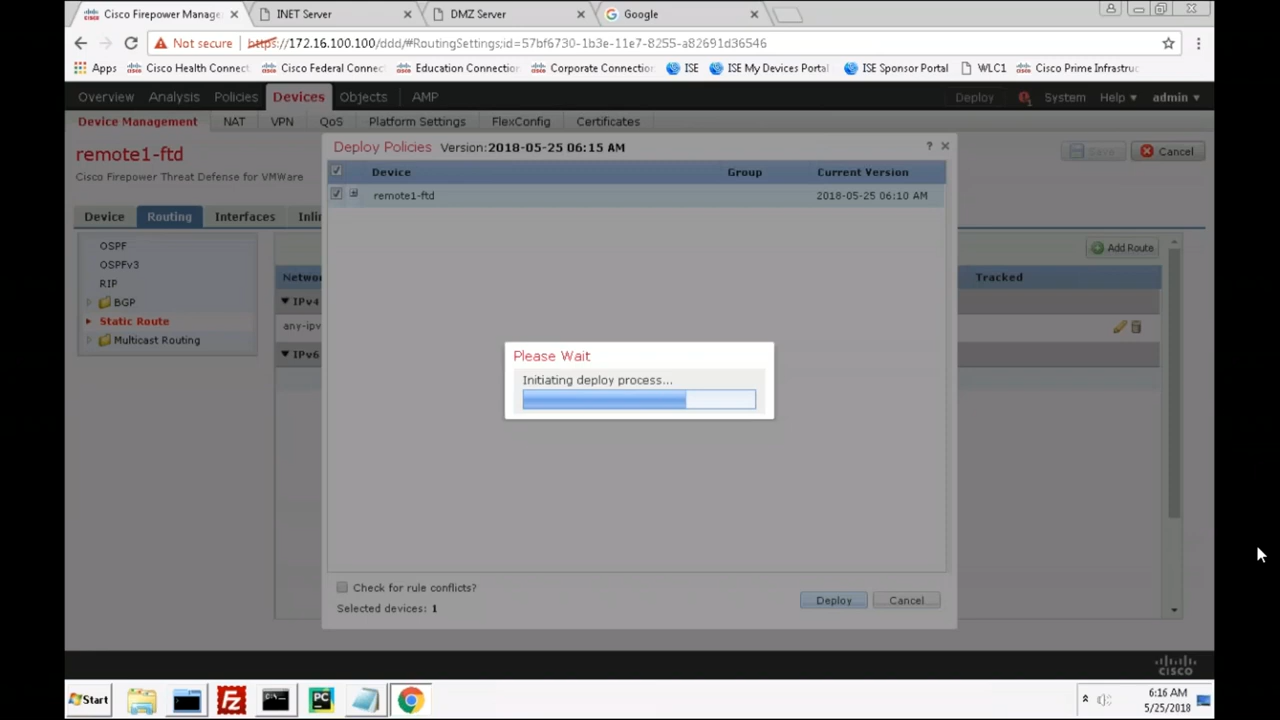 Cisco Firepower Manage
INET Server
DMZ Server
Google
Not secure
https://172.16.100.100/ddd/#RoutingSettings;id=57bf6730-1b3e-11e7-8255-a82691d36546
Apps
Cisco Health Connect
Cisco Federal Connec
Education Connection
Corporate Connection
ISE
ISE My Devices Portal
ISE Sponsor Portal
WLC1
Cisco Prime Infrastruc
Overview
Analysis
Policies
Devices
Objects
AMP
Deploy
System
Help
admin
Device Management
NAT
VPN
QoS
Platform Settings
FlexConfig
Certificates
remote1-ftd
Cisco Firepower Threat Defense for VMWare
Save
Cancel
Deploy Policies Version:2018-05-25 06:15 AM
?
Device
Group
Current Version
remote1-ftd
2018-05-25 06:10 AM
Device
Routing
Interfaces
Inlin
OSPF
OSPFv3
RIP
BGP
Static Route
Multicast Routing
Add Route
Networ
Tracked
IPv4
any-ipv
IPv6
Please Wait
Initiating deploy process...
Check for rule conflicts?
Selected devices: 1
Deploy
Cancel
cisco
Start
6:16 AM
5/25/2018